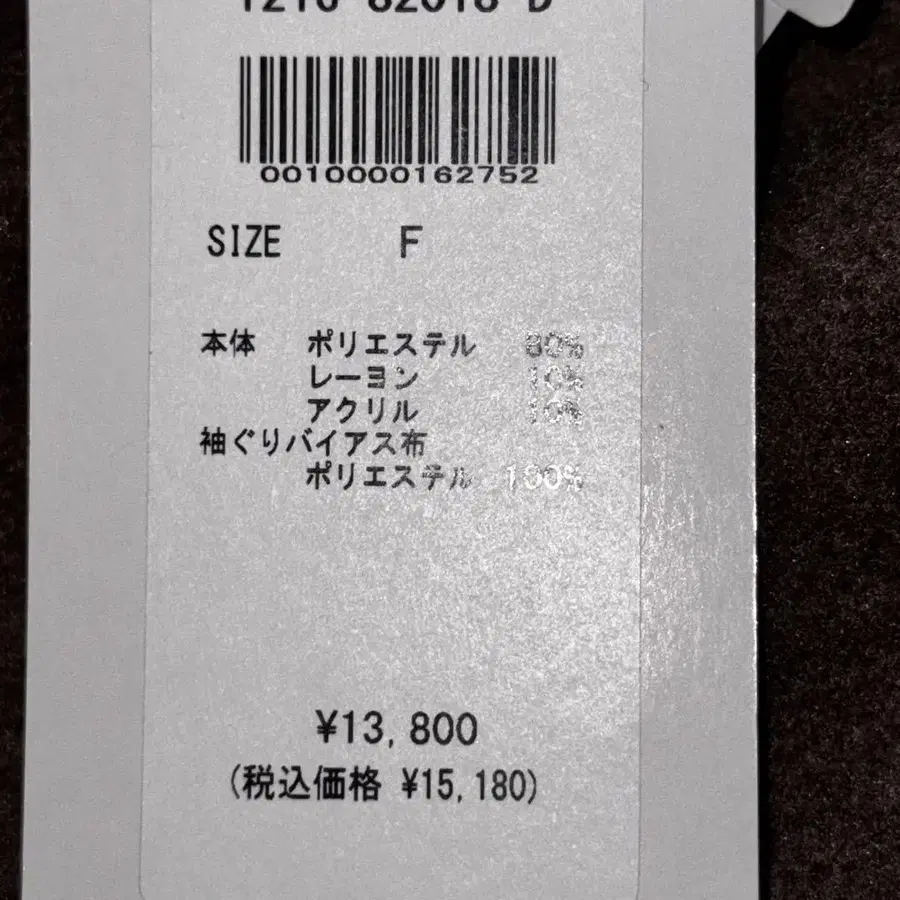 1210-82018-D
0010000162752
SIZE F
本体 ポリエステル 80%
レーヨン 10%
アクリル 10%
袖ぐりバイアス布
ポリエステル 100%
¥13,800
(税込価格 ¥15,180)